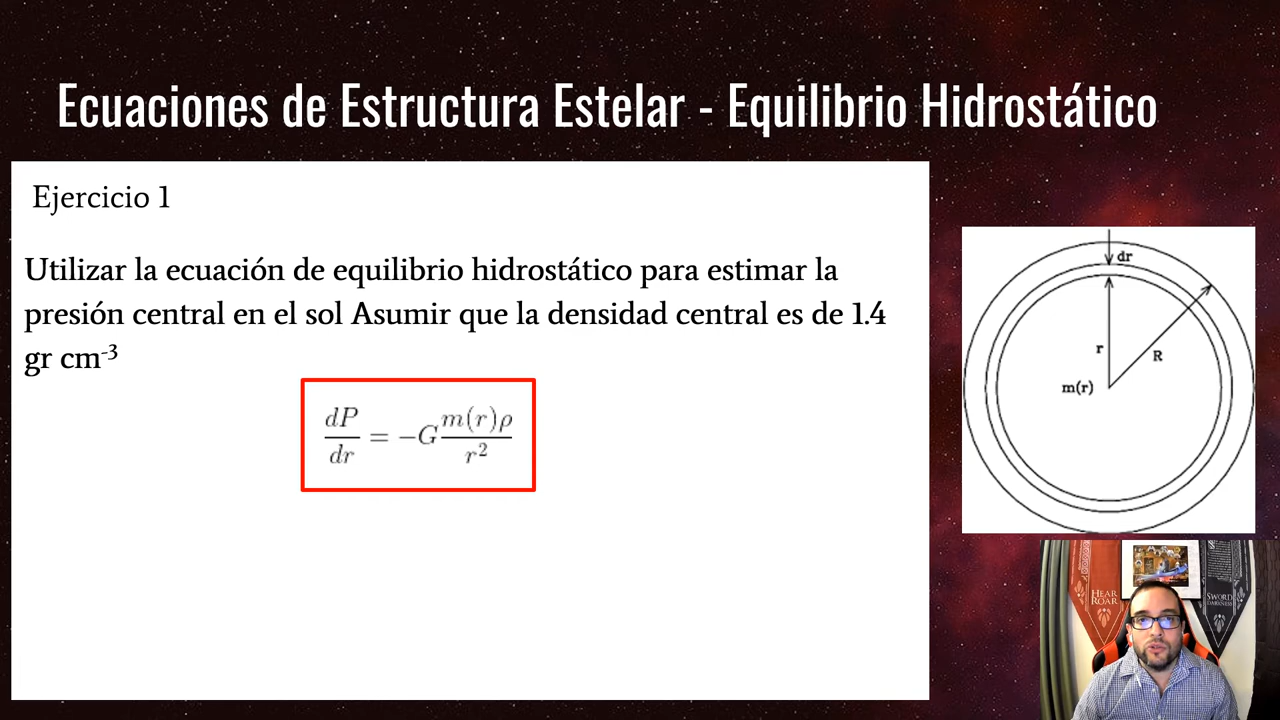 Ecuaciones de Estructura Estelar - Equilibrio Hidrostático
Ejercicio 1
Utilizar la ecuación de equilibrio hidrostático para estimar la
presión central en el sol Asumir que la densidad central es de 1.4
gr cm⁻³
dP/dr = −G m(r)ρ/r²
dr
r
R
m(r)
HEAR
ROAR
SWORD
DARKNESS